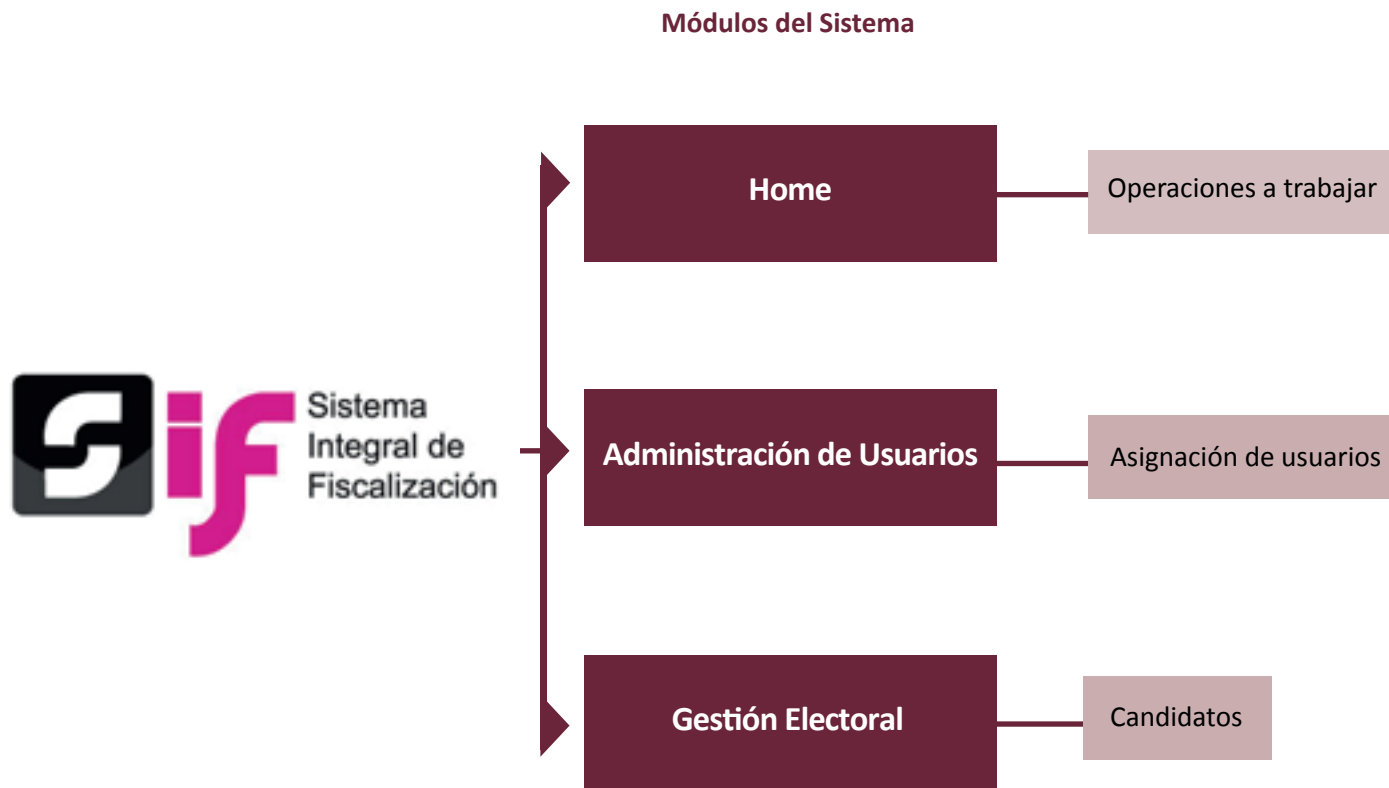 Módulos del Sistema
Home
Operaciones a trabajar
Sif
Sistema
Integral de
Fiscalización
Administración de Usuarios
Asignación de usuarios
Gestión Electoral
Candidatos